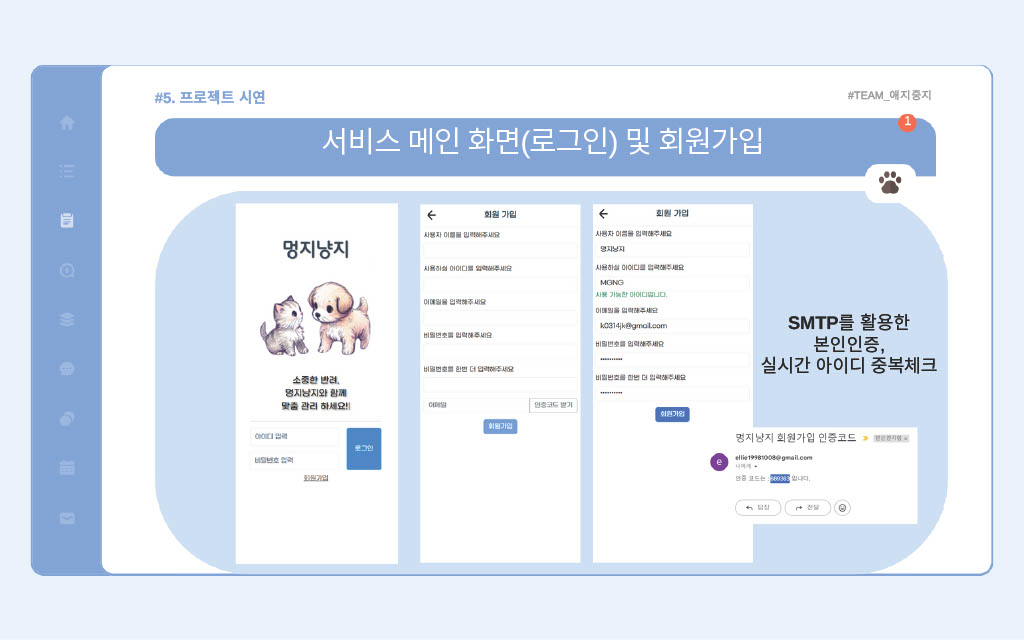 #5. 프로젝트 시연
#TEAM_애지중지
서비스 메인 화면(로그인) 및 회원가입
1
멍지냥지
소중한 반려,
멍지냥지와 함께
맞춤 관리 하세요!!
아이디 입력
비밀번호 입력
로그인
회원가입
회원 가입
사용자 이름을 입력해주세요
사용하실 아이디를 입력해주세요
이메일을 입력해주세요
비밀번호를 입력해주세요
비밀번호를 한번 더 입력해주세요
이메일
인증코드 받기
회원가입
회원 가입
사용자 이름을 입력해주세요
멍지냥지
사용하실 아이디를 입력해주세요
MGNG
사용 가능한 아이디입니다.
이메일을 입력해주세요
k0314jk@gmail.com
비밀번호를 입력해주세요
비밀번호를 한번 더 입력해주세요
회원가입
SMTP를 활용한
본인인증,
실시간 아이디 중복체크
멍지냥지 회원가입 인증코드
받은편지함 x
e
ellie19981008@gmail.com
나에게
인증 코드는 : 입니다.
답장
전달